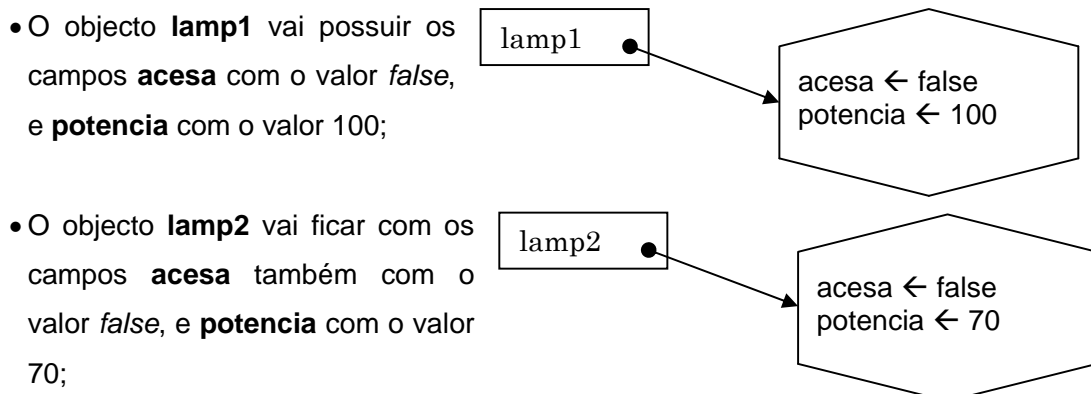 • O objecto lamp1 vai possuir os
campos acesa com o valor false,
e potencia com o valor 100;
lamp1
acesa ← false
potencia ← 100
• O objecto lamp2 vai ficar com os
campos acesa também com o
valor false, e potencia com o valor
70;
lamp2
acesa ← false
potencia ← 70